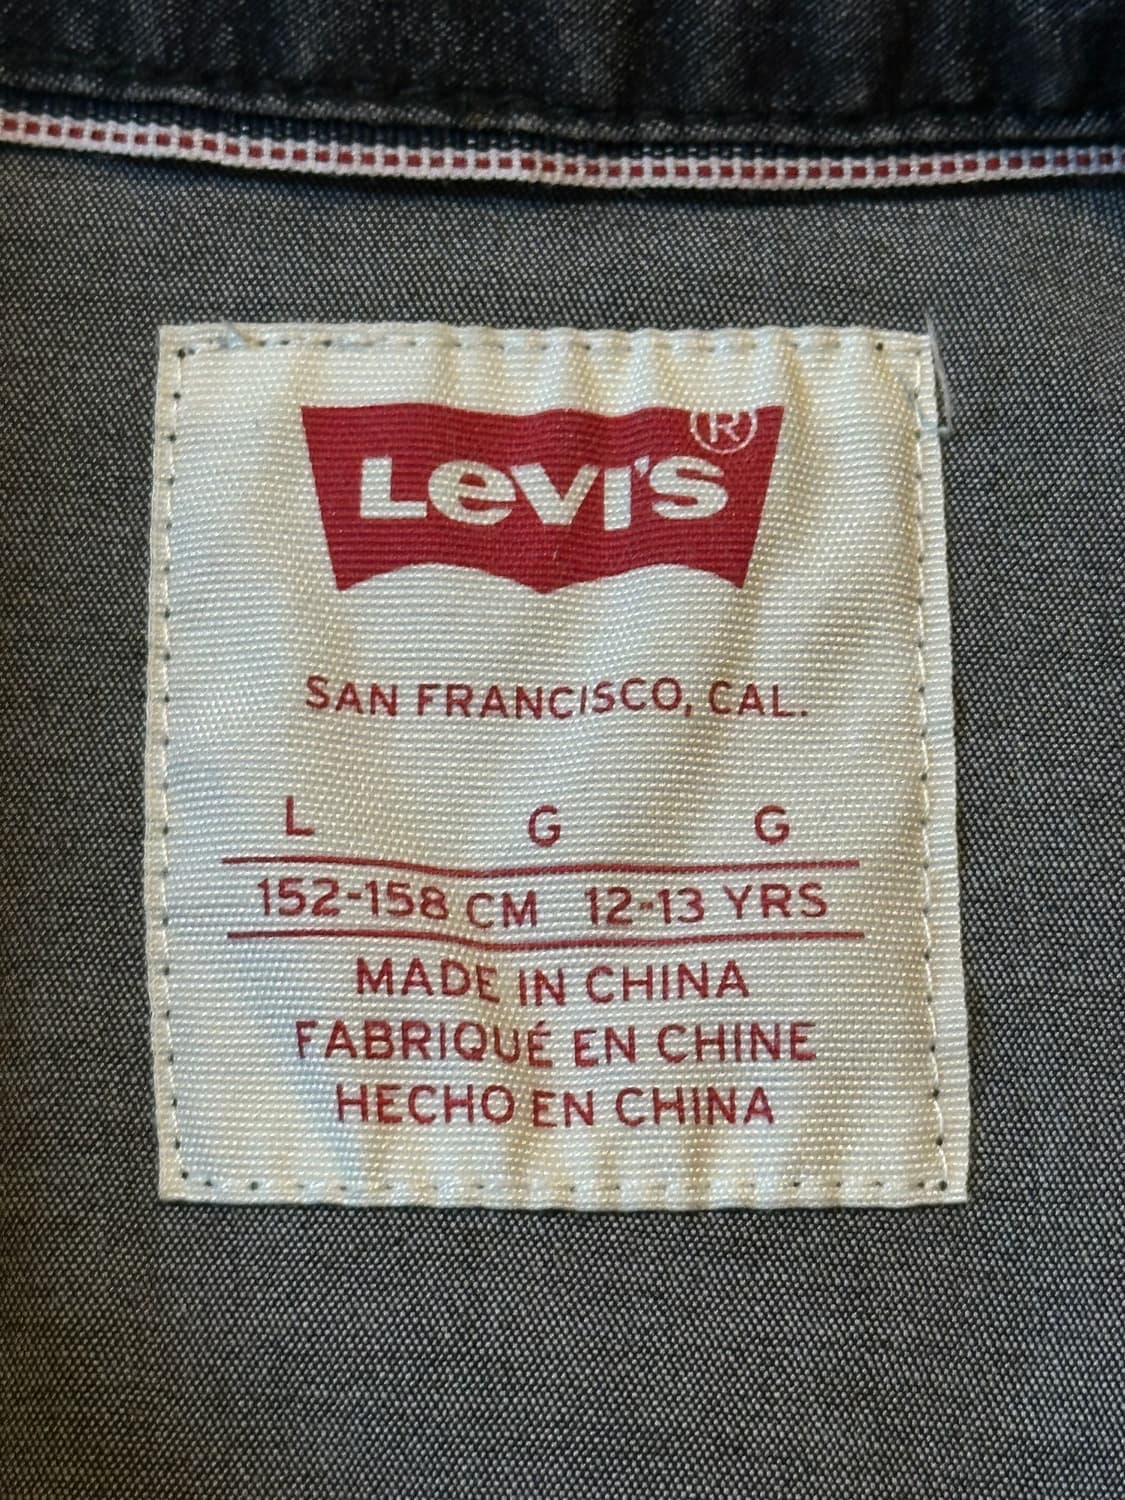 Levi's®
SAN FRANCISCO, CAL.
L G G
152-158 CM 12-13 YRS
MADE IN CHINA
FABRIQUÉ EN CHINE
HECHO EN CHINA